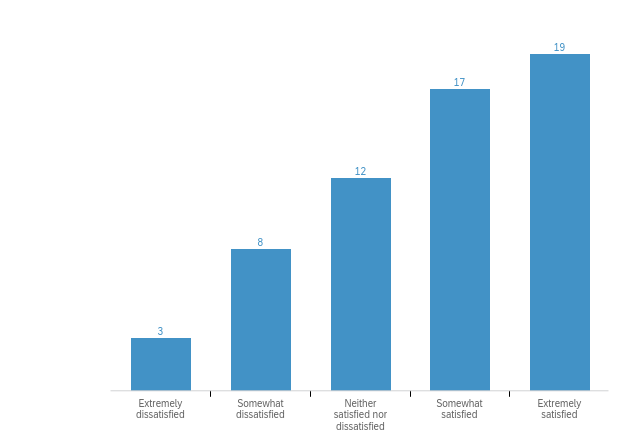 19
17
12
8
3
Extremely
dissatisfied
Somewhat
dissatisfied
Neither
satisfied nor
dissatisfied
Somewhat
satisfied
Extremely
satisfied